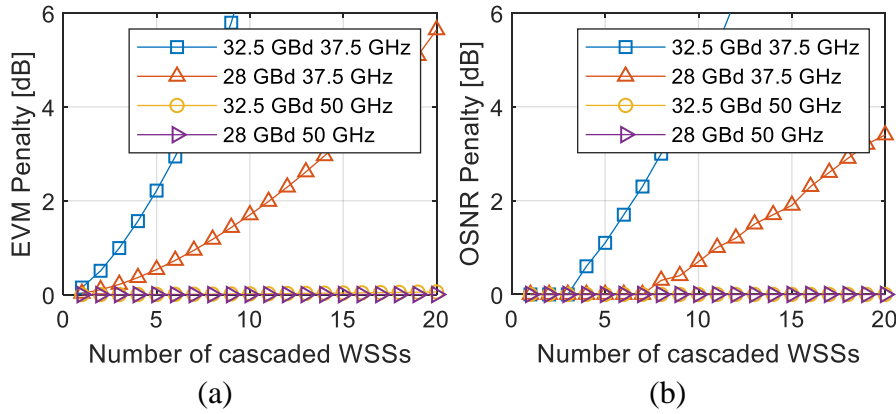 EVM Penalty [dB]
6
4
2
0
32.5 GBd 37.5 GHz
28 GBd 37.5 GHz
32.5 GBd 50 GHz
28 GBd 50 GHz
0
5
10
15
20
Number of cascaded WSSs
(a)
OSNR Penalty [dB]
6
4
2
0
32.5 GBd 37.5 GHz
28 GBd 37.5 GHz
32.5 GBd 50 GHz
28 GBd 50 GHz
0
5
10
15
20
Number of cascaded WSSs
(b)